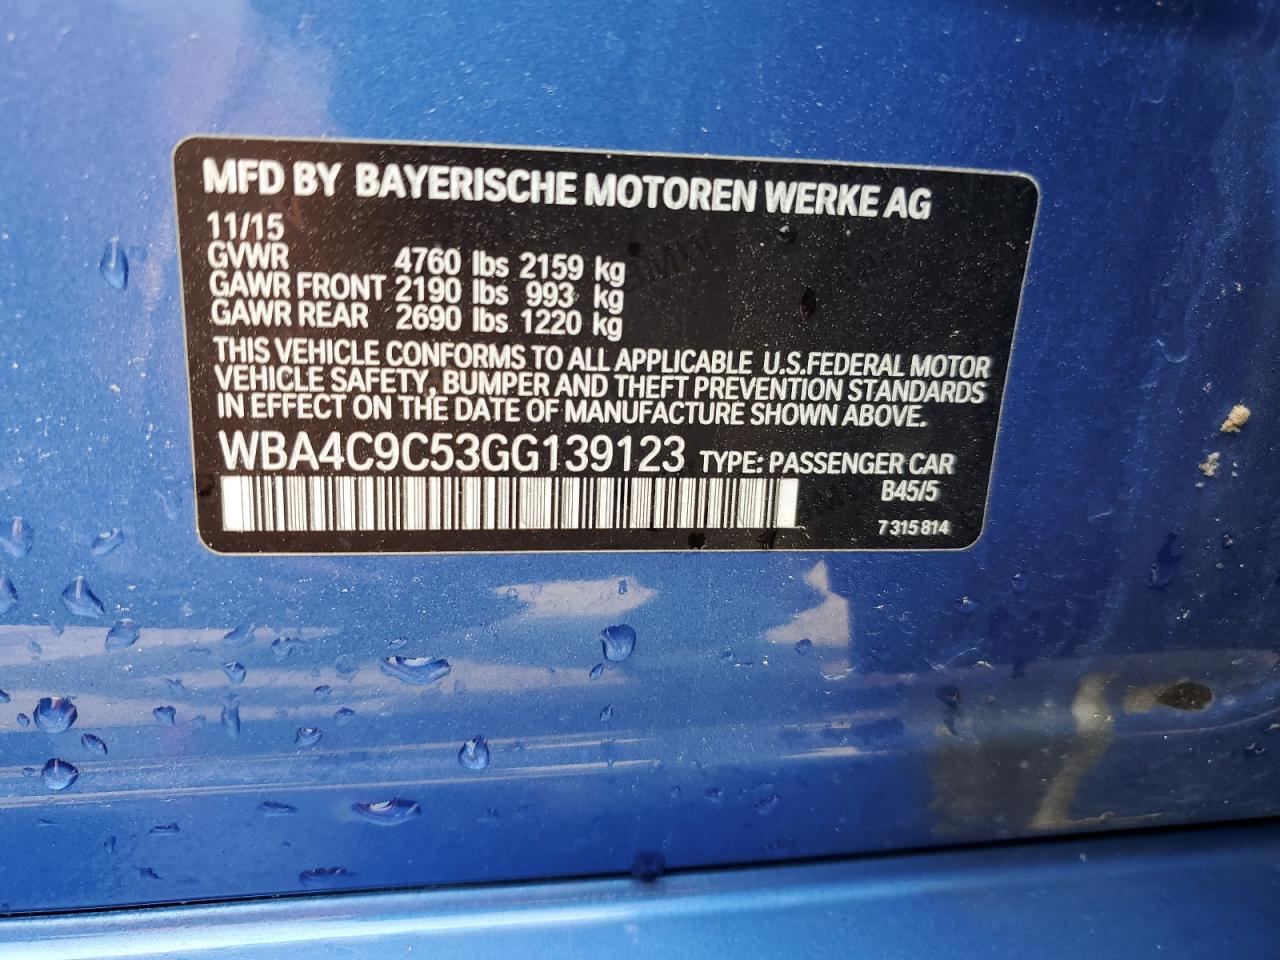 MFD BY BAYERISCHE MOTOREN WERKE AG
11/15
GVWR 4760 lbs 2159 kg
GAWR FRONT 2190 lbs 993 kg
GAWR REAR 2690 lbs 1220 kg
THIS VEHICLE CONFORMS TO ALL APPLICABLE U.S.FEDERAL MOTOR
VEHICLE SAFETY, BUMPER AND THEFT PREVENTION STANDARDS
IN EFFECT ON THE DATE OF MANUFACTURE SHOWN ABOVE.
WBA4C9C53GG139123 TYPE: PASSENGER CAR
B45/5
7 315 814